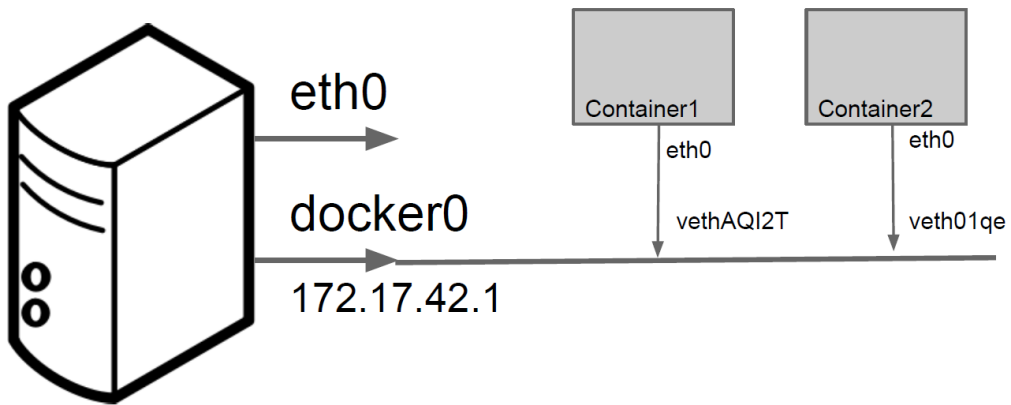 eth0
docker0
172.17.42.1
Container1
eth0
vethAQI2T
Container2
eth0
veth01qe